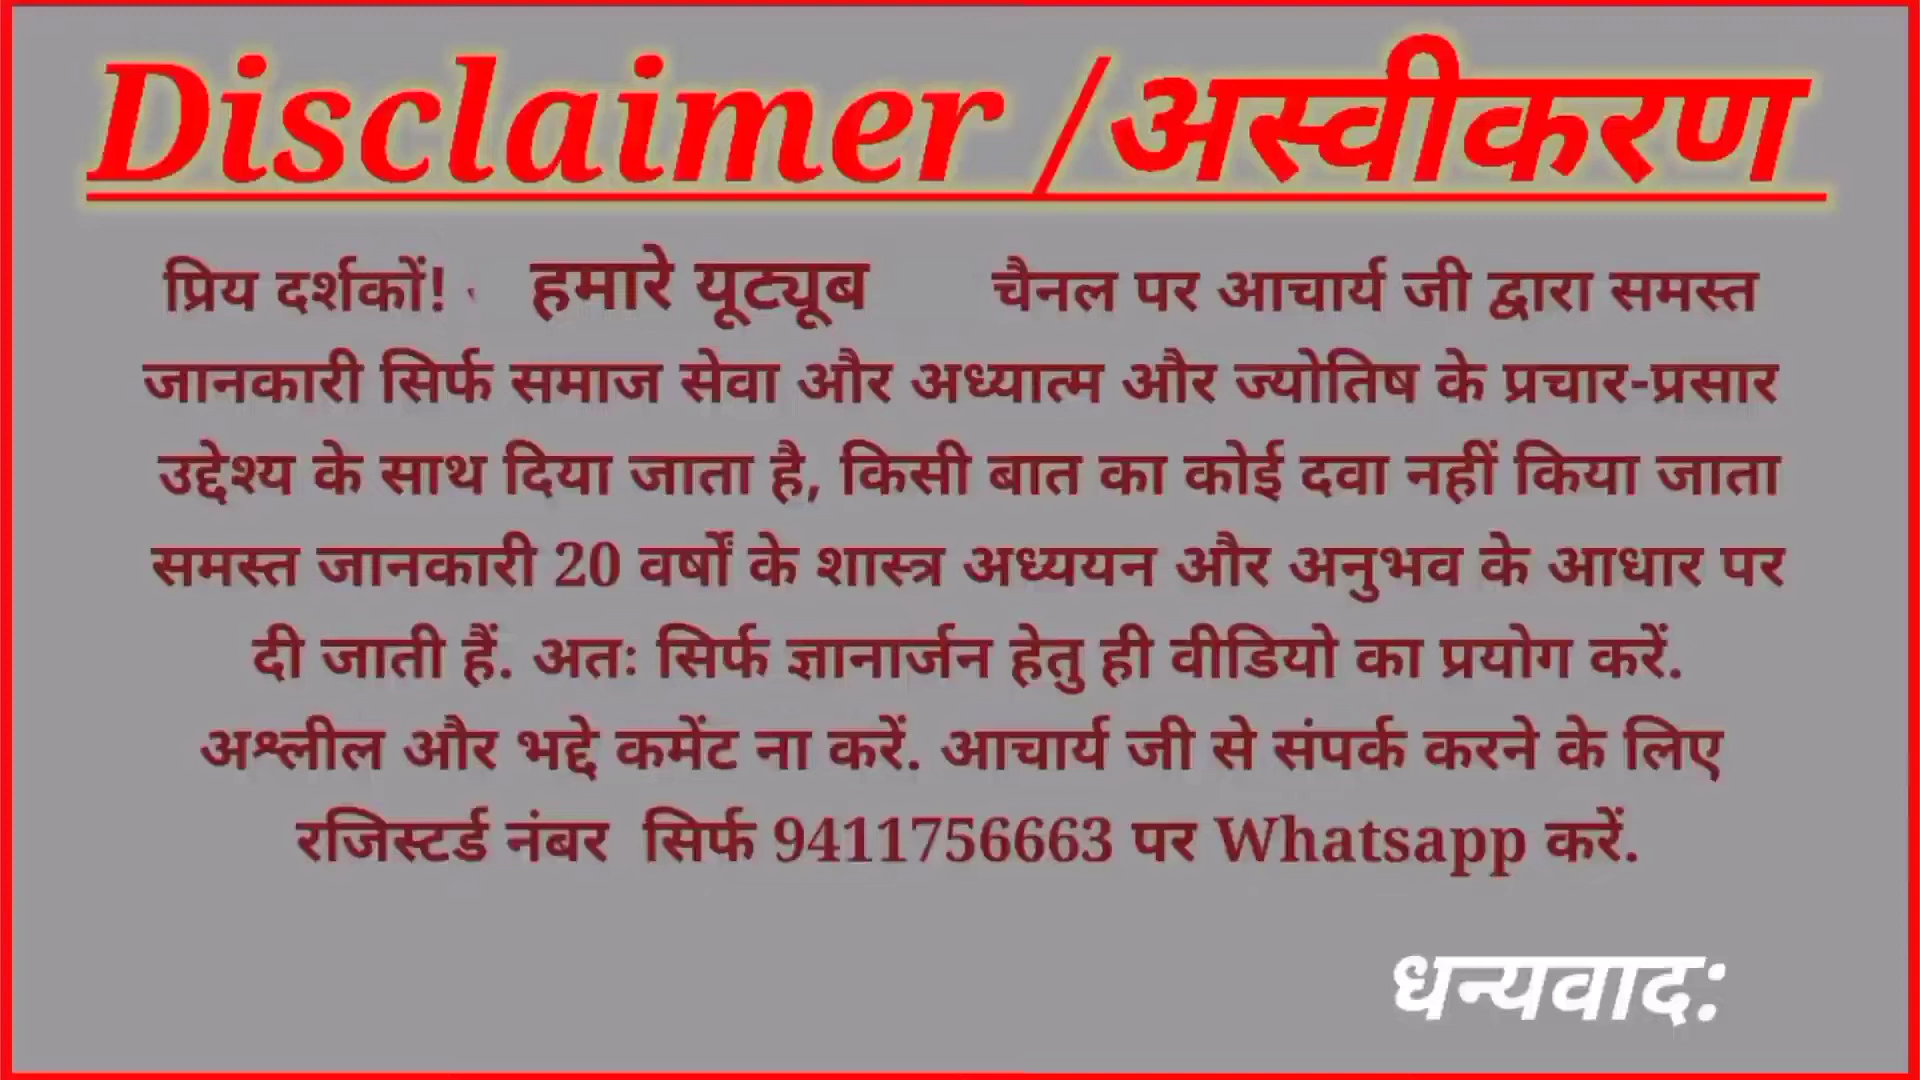 Disclaimer /अस्वीकरण
प्रिय दर्शकों! हमारे यूट्यूब चैनल पर आचार्य जी द्वारा समस्त
जानकारी सिर्फ समाज सेवा और अध्यात्म और ज्योतिष के प्रचार-प्रसार
उद्देश्य के साथ दिया जाता है, किसी बात का कोई दवा नहीं किया जाता
समस्त जानकारी 20 वर्षों के शास्त्र अध्ययन और अनुभव के आधार पर
दी जाती हैं. अतः सिर्फ ज्ञानार्जन हेतु ही वीडियो का प्रयोग करें.
अश्लील और भद्दे कमेंट ना करें. आचार्य जी से संपर्क करने के लिए
रजिस्टर्ड नंबर सिर्फ 9411756663 पर Whatsapp करें.
धन्यवाद: